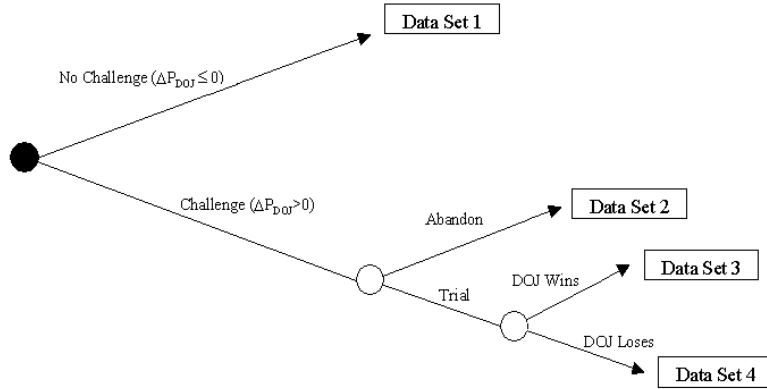 Data Set 1
No Challenge (ΔP_DOJ ≤ 0)
Challenge (ΔP_DOJ>0)
Data Set 2
Abandon
Data Set 3
DOJ Wins
Trial
DOJ Loses
Data Set 4